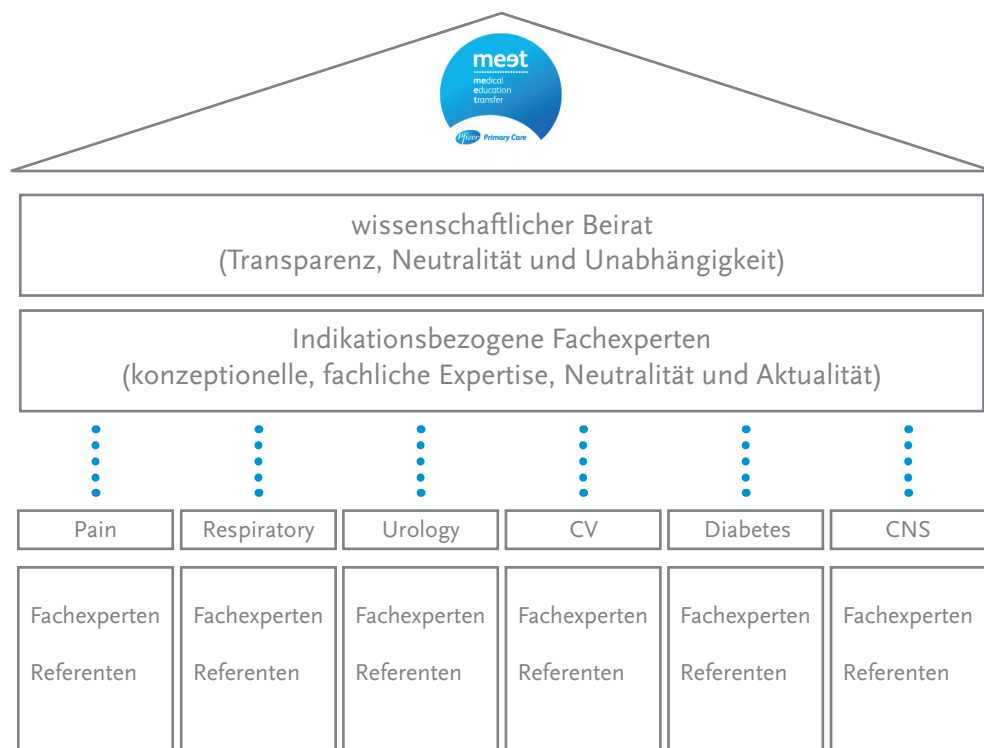 meet
medical
education
transfer
Pfizer Primary Care
wissenschaftlicher Beirat
(Transparenz, Neutralität und Unabhängigkeit)
Indikationsbezogene Fachexperten
(konzeptionelle, fachliche Expertise, Neutralität und Aktualität)
Pain Respiratory Urology CV Diabetes CNS
Fachexperten Fachexperten Fachexperten Fachexperten Fachexperten Fachexperten
Referenten Referenten Referenten Referenten Referenten Referenten